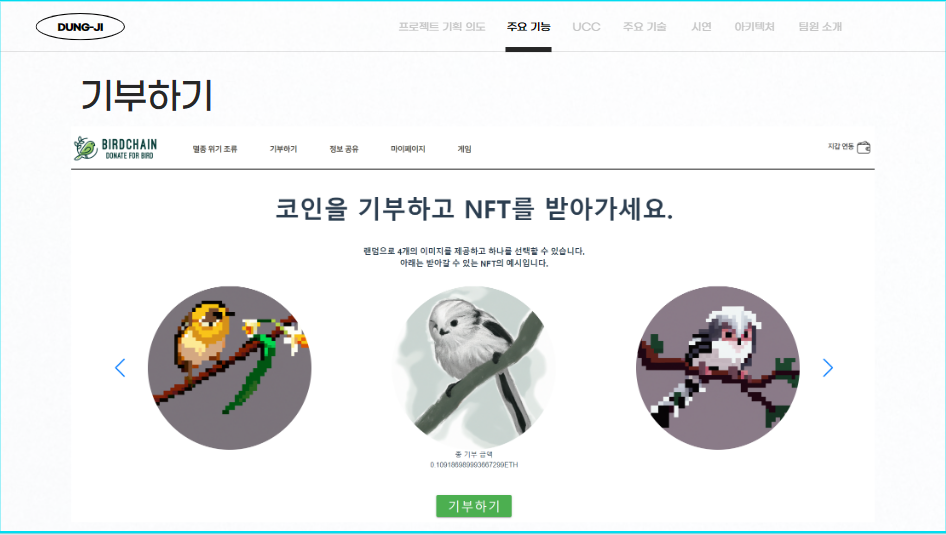 DUNG-JI
프로젝트 기획 의도 주요 기능 UCC 주요 기술 시연 아키텍처 팀원 소개
기부하기
BIRDCHAIN
DONATE FOR BIRD
멸종 위기 조류 기부하기 정보 공유 마이페이지 게임 지갑 연동
코인을 기부하고 NFT를 받아가세요.
랜덤으로 4개의 이미지를 제공하고 하나를 선택할 수 있습니다.
아래는 받아갈 수 있는 NFT의 예시입니다.
총 기부 금액
0.109186989993667299ETH
기부하기